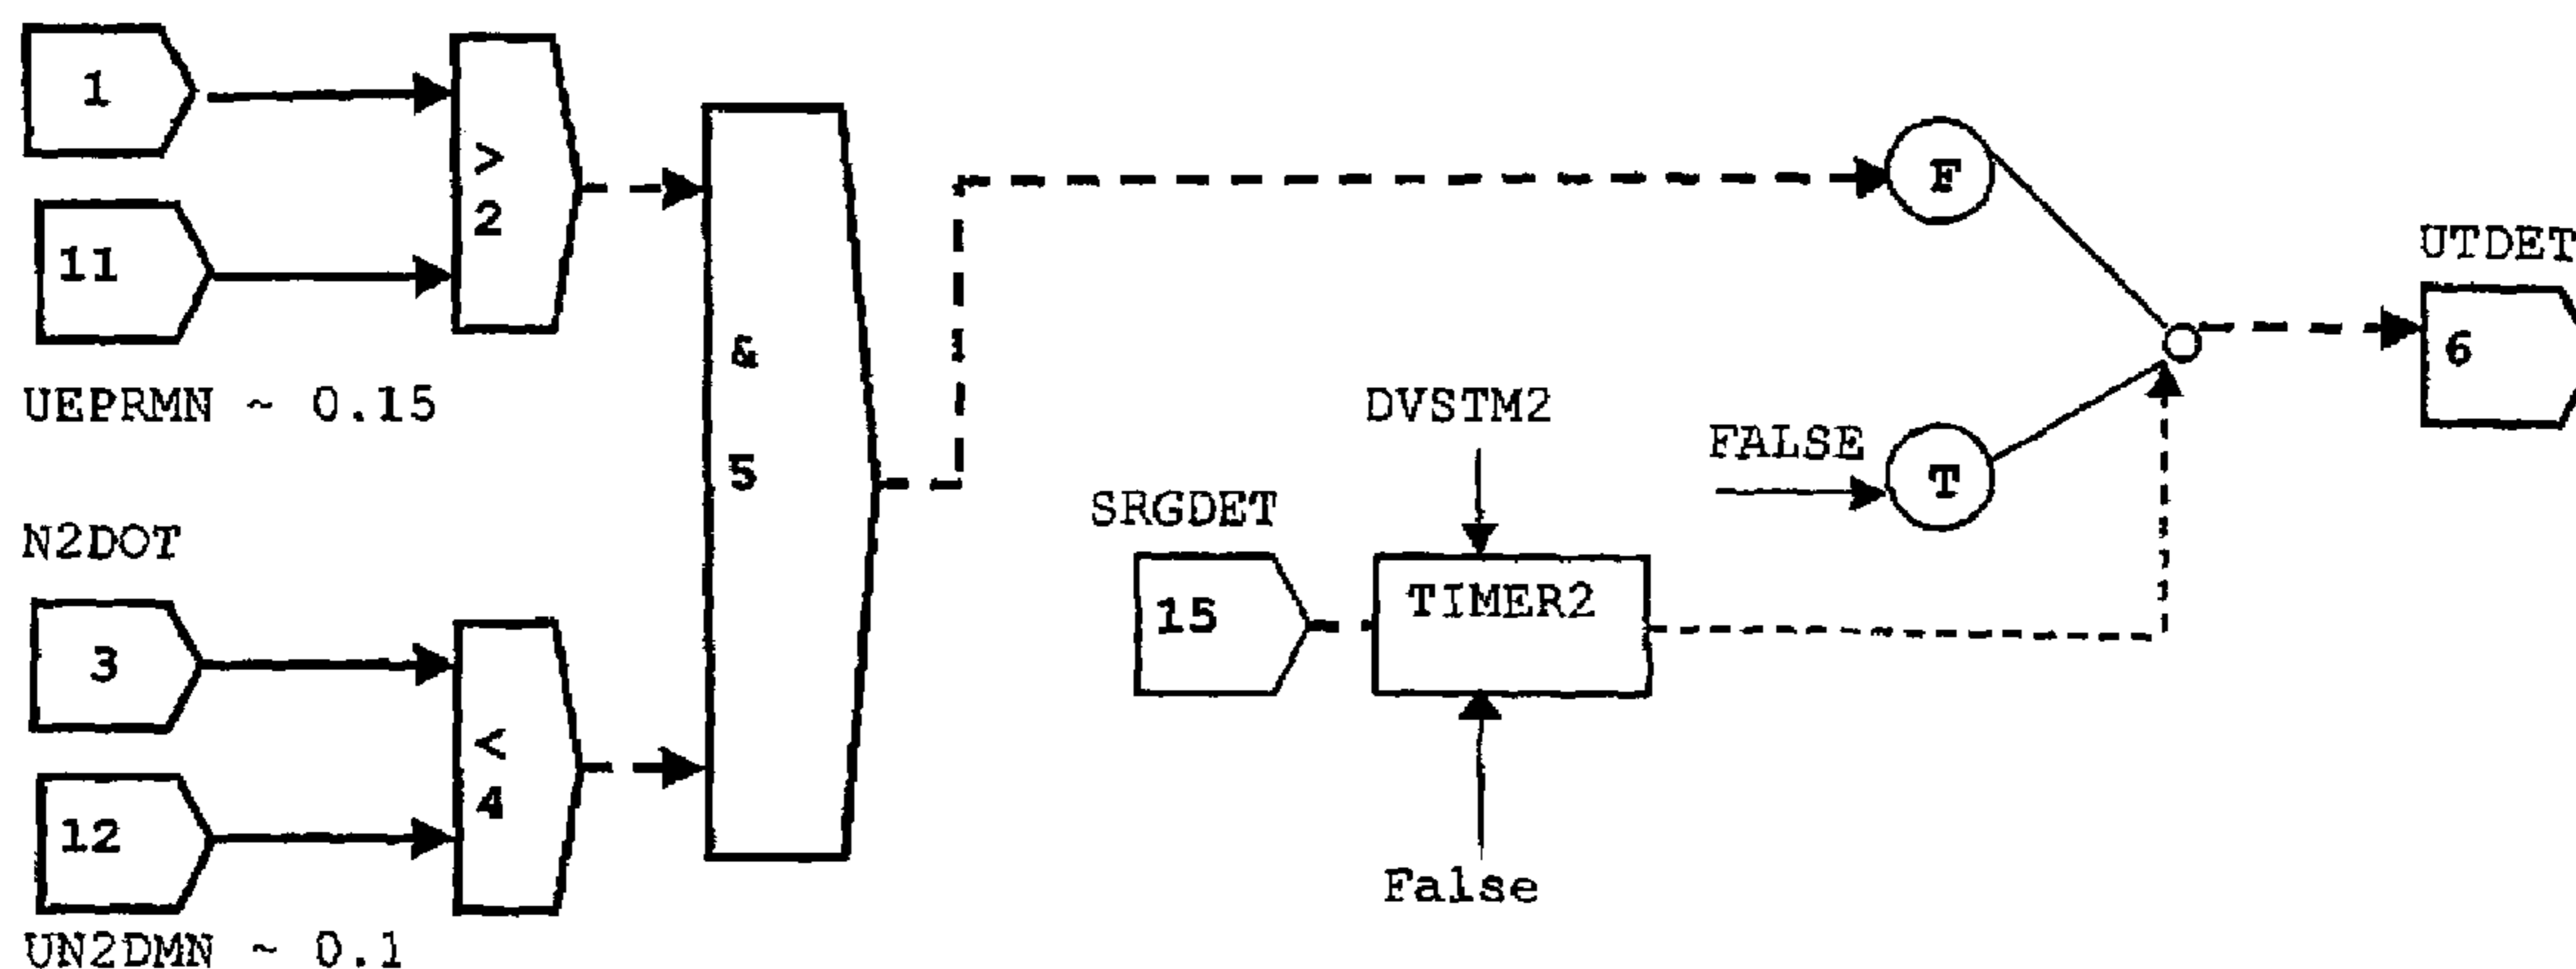 1
>
2
11
UEPRMN ~ 0.15
&
5
N2DOT
3
<
4
12
UN2DMN ~ 0.1
F
UTDET
6
DVSTM2
FALSE
T
SRGDET
15
TIMER2
False